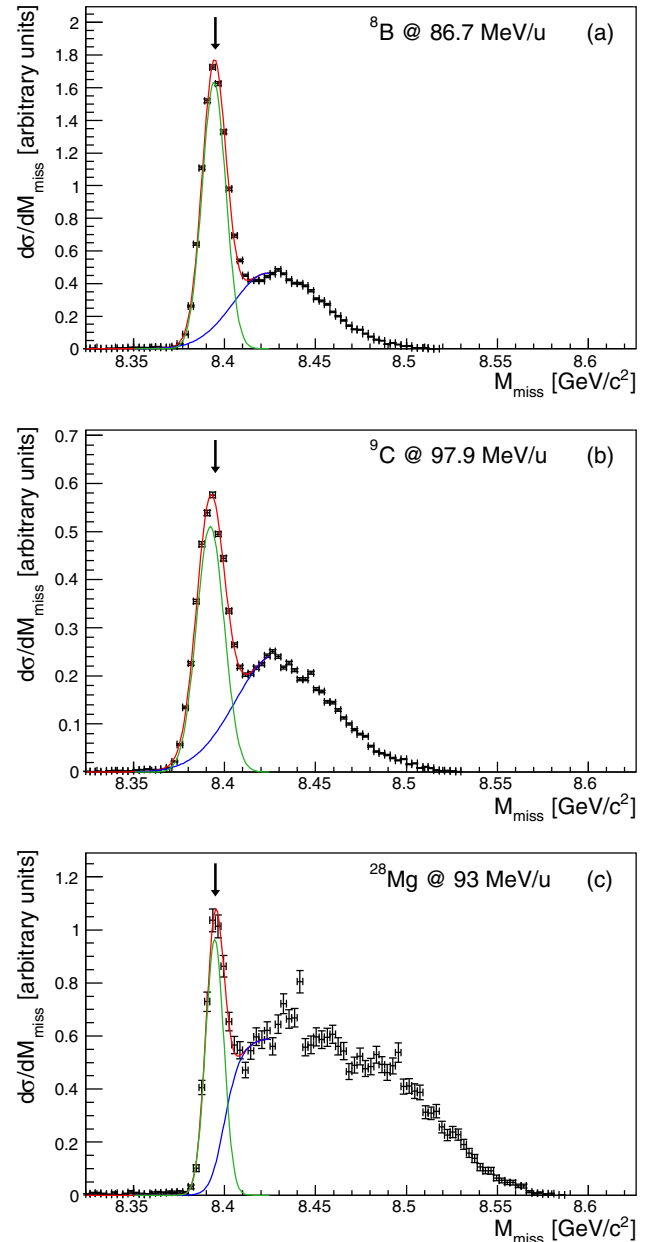 2
⁸B @ 86.7 MeV/u (a)
1.8
1.6
1.4
1.2
1
0.8
0.6
0.4
0.2
0
dσ/dM_miss [arbitrary units]
8.35 8.4 8.45 8.5 8.55 8.6
M_miss [GeV/c²]
0.7
⁹C @ 97.9 MeV/u (b)
0.6
0.5
0.4
0.3
0.2
0.1
0
dσ/dM_miss [arbitrary units]
8.35 8.4 8.45 8.5 8.55 8.6
M_miss [GeV/c²]
²⁸Mg @ 93 MeV/u (c)
1.2
1
0.8
0.6
0.4
0.2
0
dσ/dM_miss [arbitrary units]
8.35 8.4 8.45 8.5 8.55 8.6
M_miss [GeV/c²]